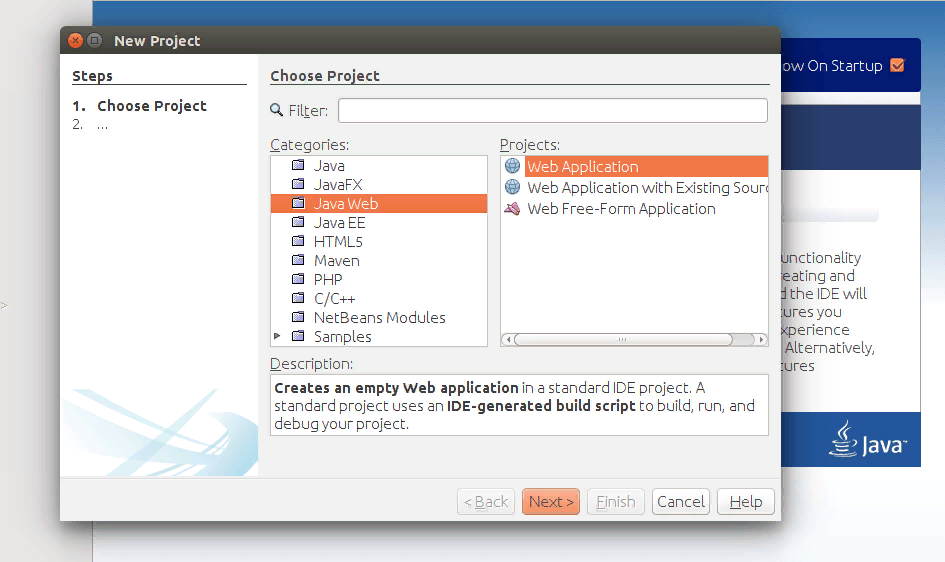 New Project
ow On Startup
Steps
1. Choose Project
2. ...
Choose Project
Filter:
Categories:
Java
JavaFX
Java Web
Java EE
HTML5
Maven
PHP
C/C++
NetBeans Modules
Samples
Projects:
Web Application
Web Application with Existing Sourc
Web Free-Form Application
Description:
Creates an empty Web application in a standard IDE project. A
standard project uses an IDE-generated build script to build, run, and
debug your project.
< Back
Next >
Finish
Cancel
Help
unctionality
eating and
d the IDE will
ures you
xperience
Alternatively,
tures
Java™
>